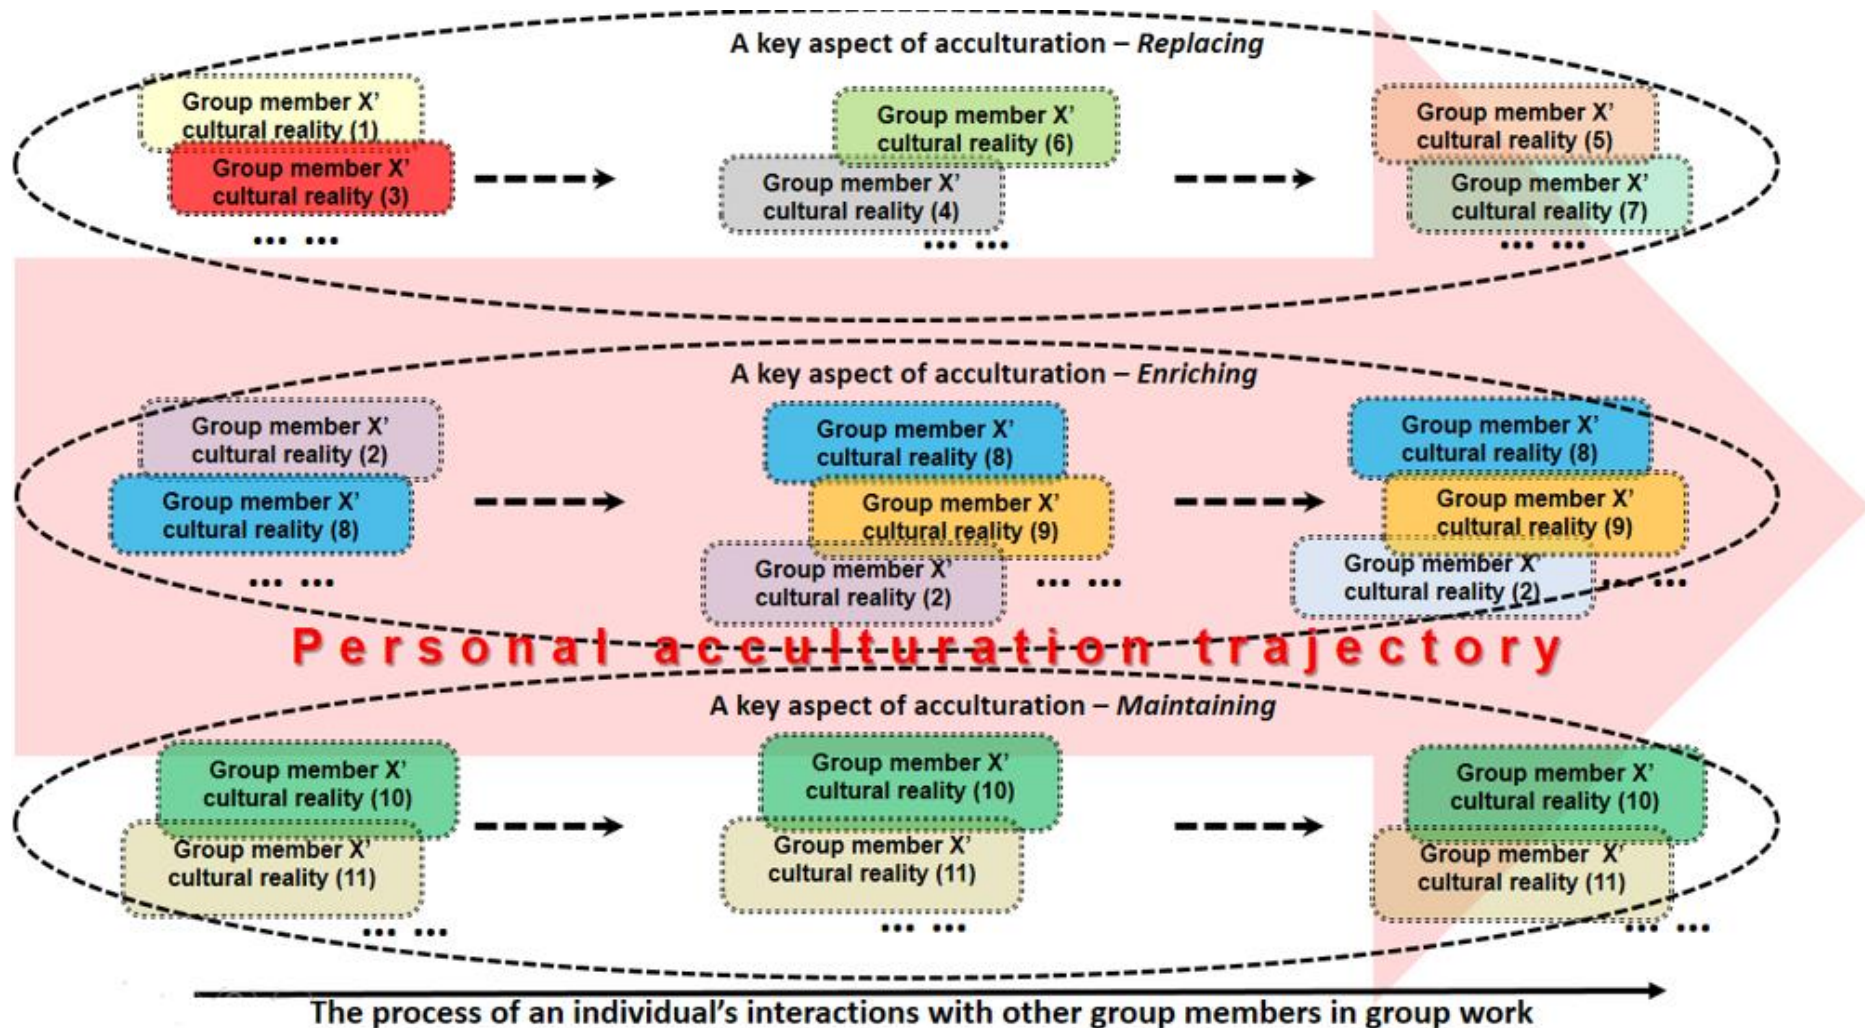 A key aspect of acculturation – Replacing
Group member X’
cultural reality (1)
Group member X’
cultural reality (3)
... ...
Group member X’
cultural reality (6)
Group member X’
cultural reality (4)
... ...
Group member X’
cultural reality (5)
Group member X’
cultural reality (7)
... ...
A key aspect of acculturation – Enriching
Group member X’
cultural reality (2)
Group member X’
cultural reality (8)
... ...
Group member X’
cultural reality (8)
Group member X’
cultural reality (9)
Group member X’
cultural reality (2)
... ...
Group member X’
cultural reality (8)
Group member X’
cultural reality (9)
Group member X’
cultural reality (2)
... ...
Personal acculturation trajectory
A key aspect of acculturation – Maintaining
Group member X’
cultural reality (10)
Group member X’
cultural reality (11)
... ...
Group member X’
cultural reality (10)
Group member X’
cultural reality (11)
... ...
Group member X’
cultural reality (10)
Group member X’
cultural reality (11)
... ...
The process of an individual’s interactions with other group members in group work